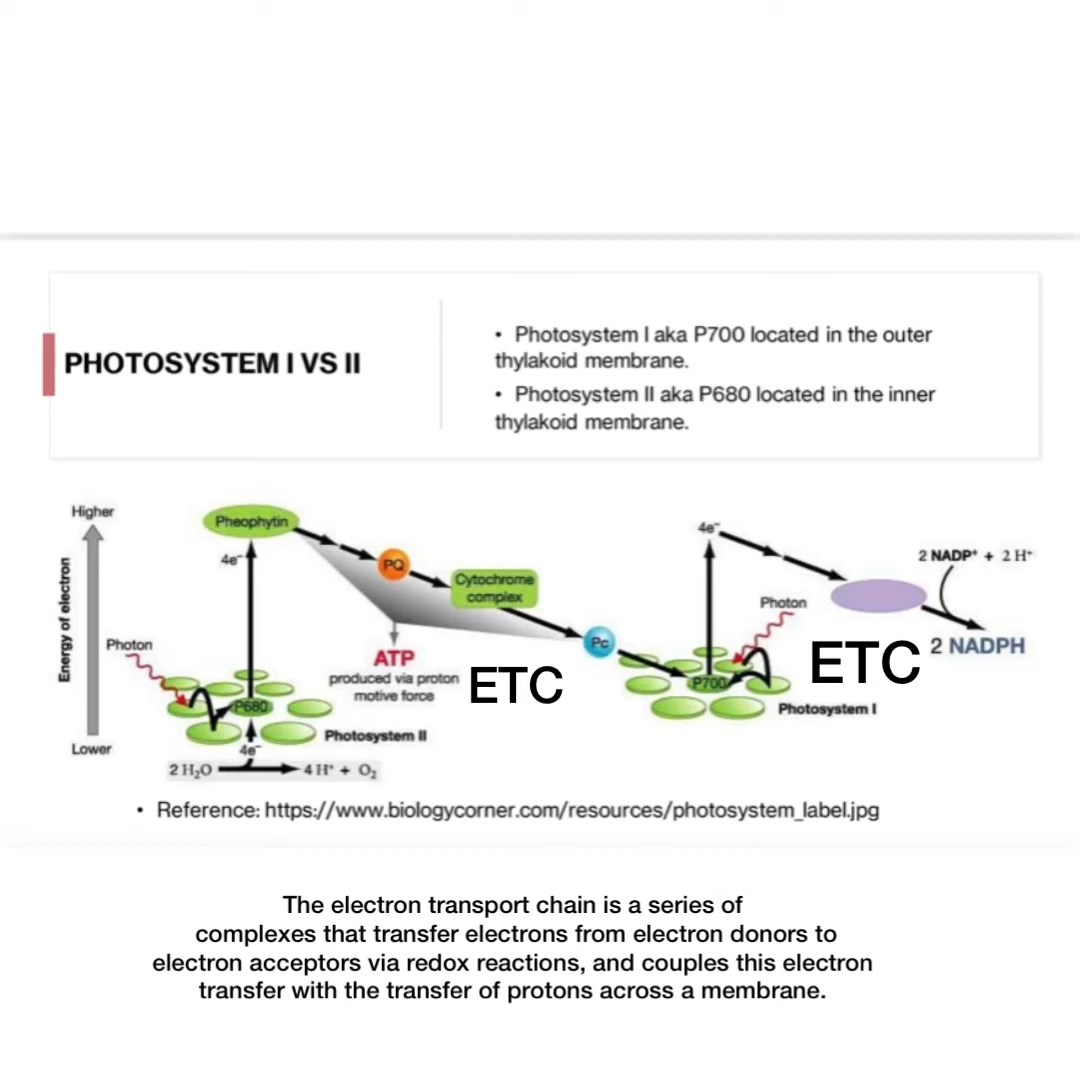 PHOTOSYSTEM I VS II
• Photosystem I aka P700 located in the outer
thylakoid membrane.
• Photosystem II aka P680 located in the inner
thylakoid membrane.
Higher
Energy of electron
Lower
Photon
Pheophytin
4e⁻
P680
4e⁻
2 H₂O
4 H⁺ + O₂
Photosystem II
PQ
Cytochrome
complex
ATP
produced via proton
motive force
ETC
Pc
4e⁻
Photon
P700
Photosystem I
ETC
2 NADP⁺ + 2 H⁺
2 NADPH
• Reference: https://www.biologycorner.com/resources/photosystem_label.jpg
The electron transport chain is a series of
complexes that transfer electrons from electron donors to
electron acceptors via redox reactions, and couples this electron
transfer with the transfer of protons across a membrane.